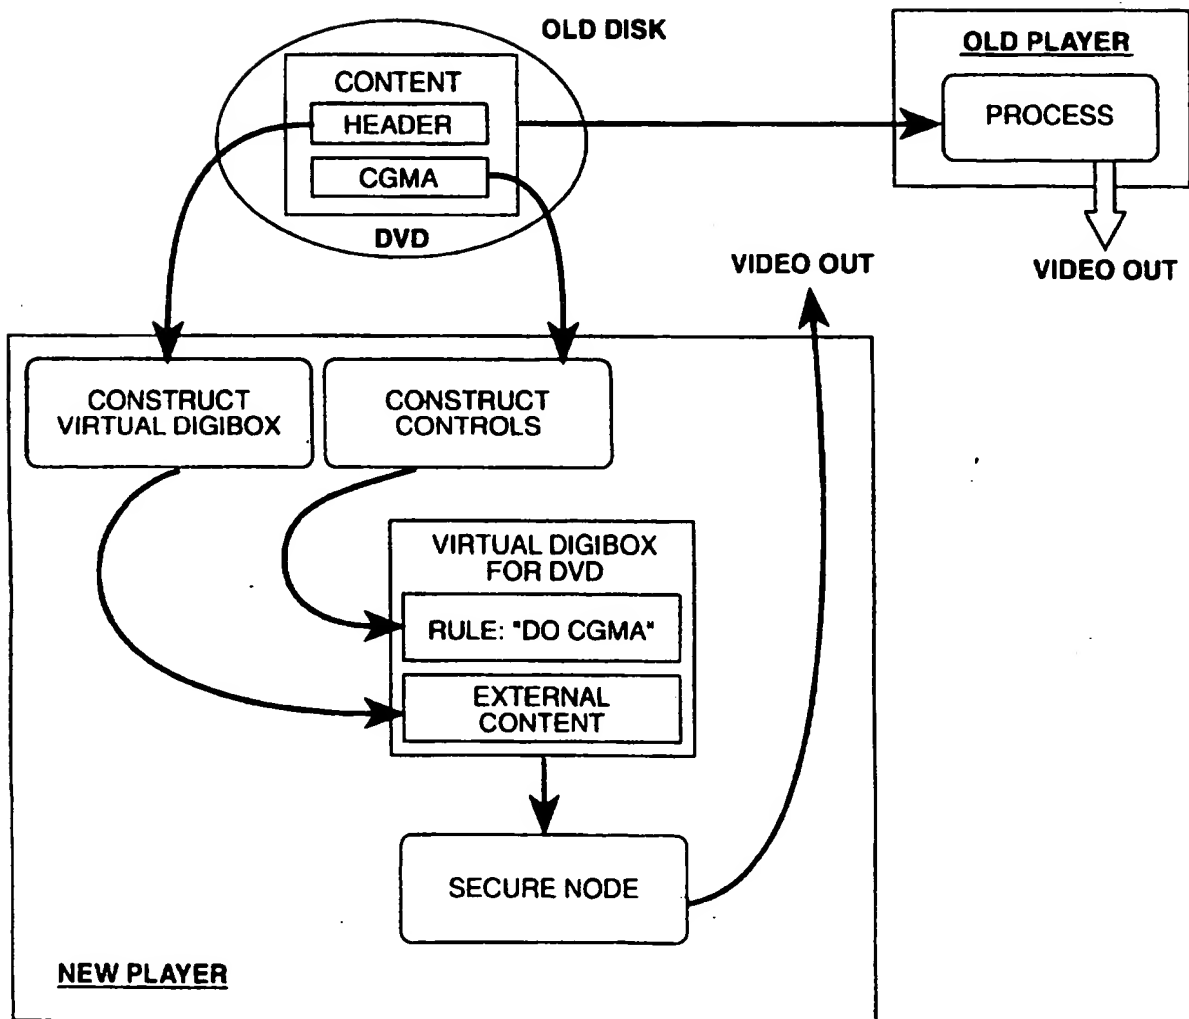 OLD DISK
CONTENT
HEADER
CGMA
DVD
OLD PLAYER
PROCESS
VIDEO OUT
VIDEO OUT
CONSTRUCT
VIRTUAL DIGIBOX
CONSTRUCT
CONTROLS
VIRTUAL DIGIBOX
FOR DVD
RULE: "DO CGMA"
EXTERNAL
CONTENT
SECURE NODE
NEW PLAYER